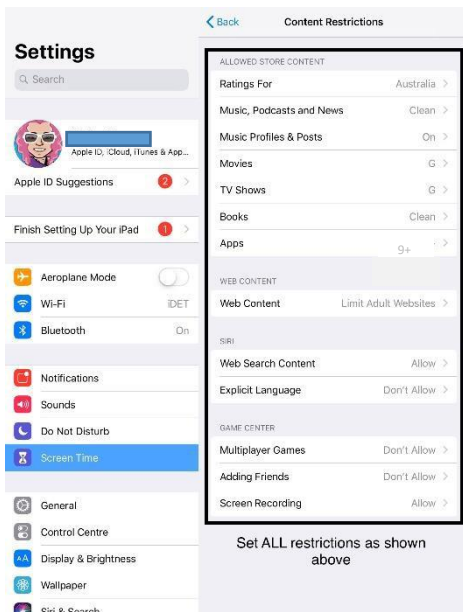 Settings
Search
Apple ID, iCloud, iTunes & App...
Apple ID Suggestions 2
Finish Setting Up Your iPad 1
Aeroplane Mode
Wi-Fi iDET
Bluetooth On
Notifications
Sounds
Do Not Disturb
Screen Time
General
Control Centre
AA Display & Brightness
Wallpaper
Siri & Search
Back Content Restrictions
ALLOWED STORE CONTENT
Ratings For Australia
Music, Podcasts and News Clean
Music Profiles & Posts On
Movies G
TV Shows G
Books Clean
Apps 9+
WEB CONTENT
Web Content Limit Adult Websites
SIRI
Web Search Content Allow
Explicit Language Don't Allow
GAME CENTER
Multiplayer Games Don't Allow
Adding Friends Don't Allow
Screen Recording Allow
Set ALL restrictions as shown
above